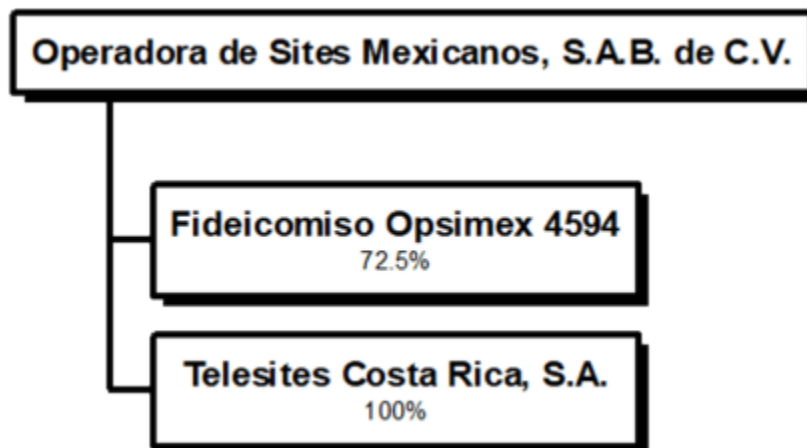 Operadora de Sites Mexicanos, S.A.B. de C.V.
Fideicomiso Opsimex 4594
72.5%
Telesites Costa Rica, S.A.
100%